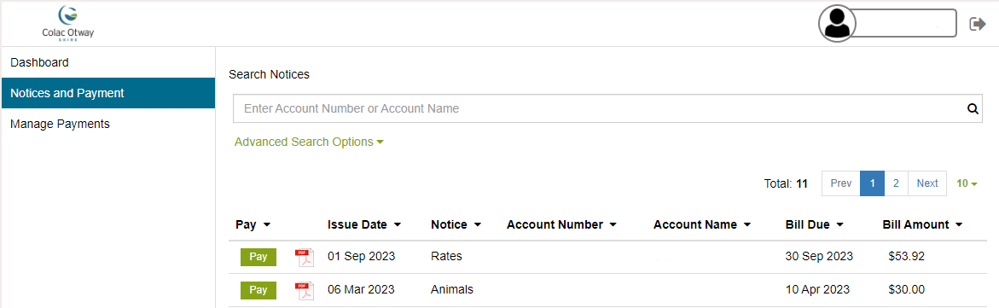 Colac Otway
SHIRE
Dashboard
Notices and Payment
Manage Payments
Search Notices
Enter Account Number or Account Name
Advanced Search Options
Total: 11 Prev 1 2 Next 10
Pay Issue Date Notice Account Number Account Name Bill Due Bill Amount
Pay PDF 01 Sep 2023 Rates 30 Sep 2023 $53.92
Pay PDF 06 Mar 2023 Animals 10 Apr 2023 $30.00